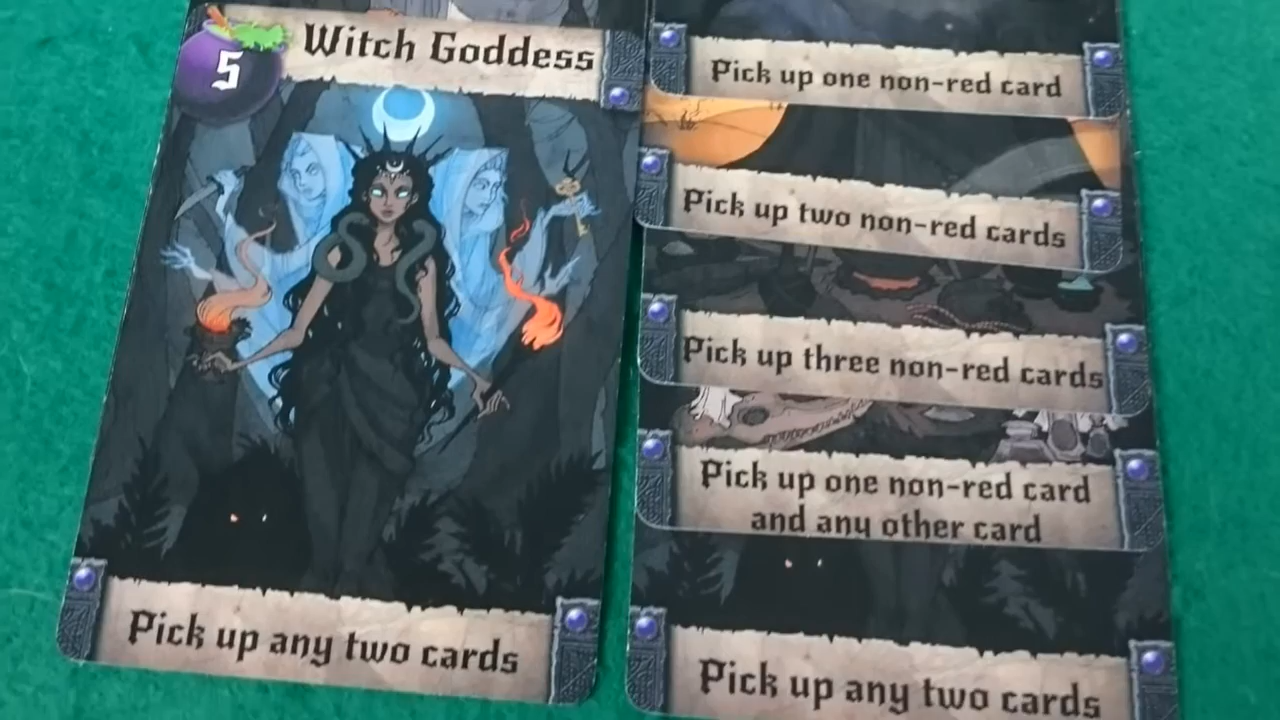 5
Witch Goddess
Pick up any two cards
Pick up one non-red card
Pick up two non-red cards
Pick up three non-red cards
Pick up one non-red card
and any other card
Pick up any two cards